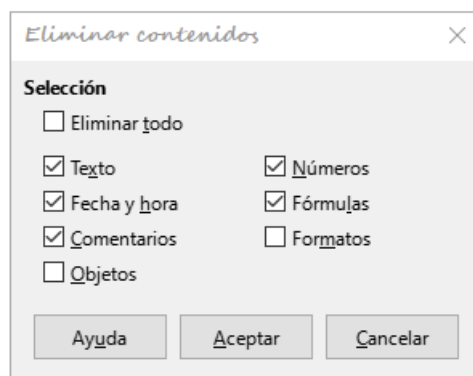 Eliminar contenidos
Selección
Eliminar todo
Texto Números
Fecha y hora Fórmulas
Comentarios Formatos
Objetos
Ayuda Aceptar Cancelar